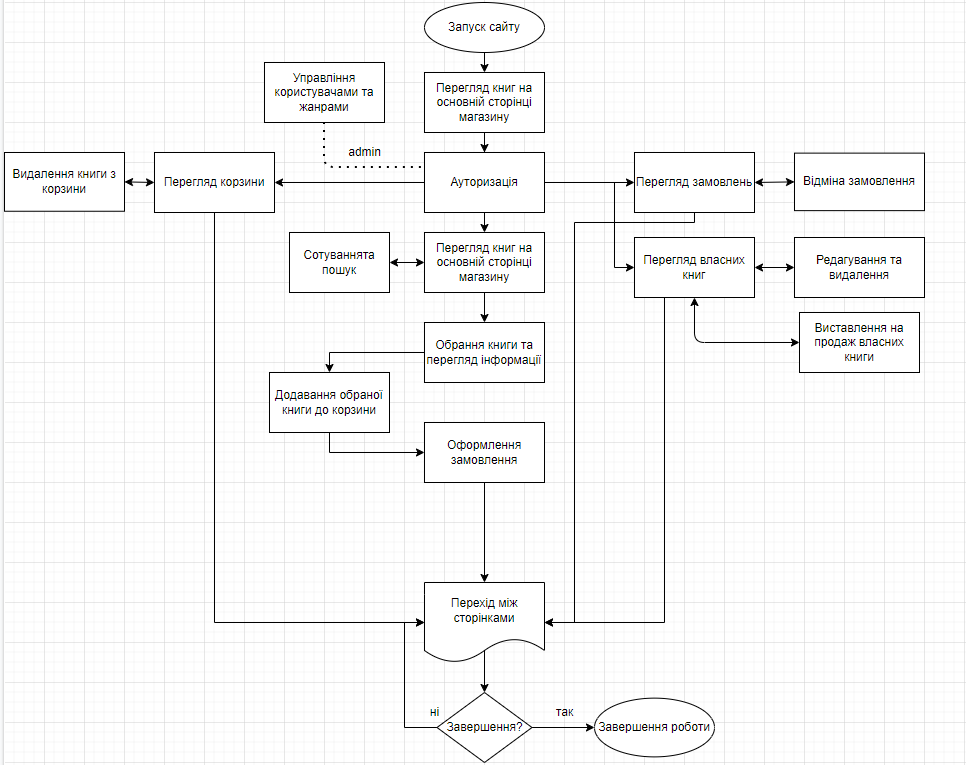 Запуск сайту
Управління
користувачами та
жанрами
Перегляд книг на
основній сторінці
магазину
admin
Видалення книги з
корзини
Перегляд корзини
Ауторизація
Перегляд замовлень
Відміна замовлення
Сотуваннята
пошук
Перегляд книг на
основній сторінці
магазину
Перегляд власних
книг
Редагування та
видалення
Обрання книги та
перегляд інформації
Виставлення на
продаж власних
книги
Додавання обраної
книги до корзини
Оформлення
замовлення
Перехід між
сторінками
ні
Завершення?
так
Завершення роботи